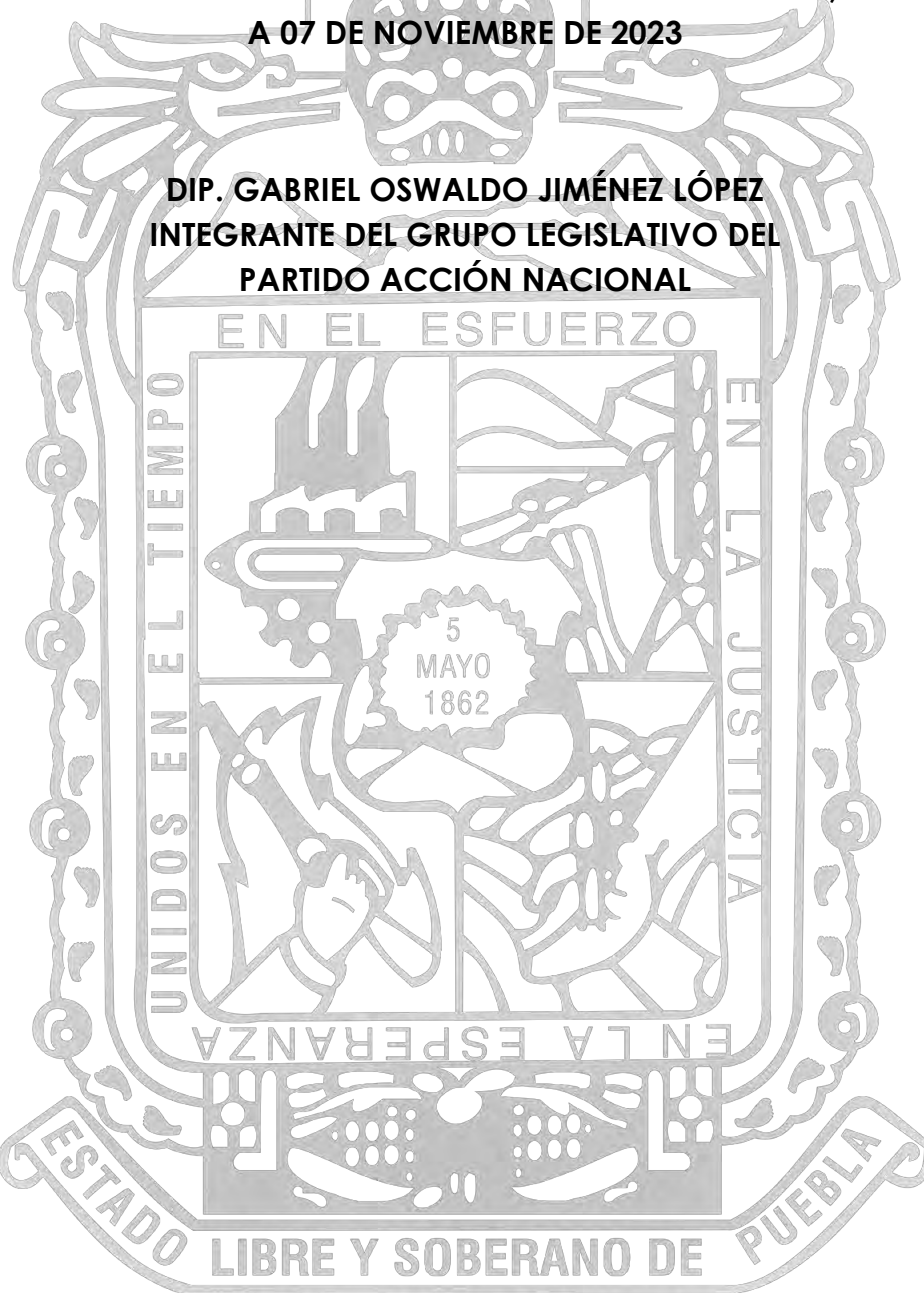 A 07 DE NOVIEMBRE DE 2023
DIP. GABRIEL OSWALDO JIMÉNEZ LÓPEZ
INTEGRANTE DEL GRUPO LEGISLATIVO DEL
PARTIDO ACCIÓN NACIONAL
EN EL ESFUERZO
EN LA JUSTICIA
UNIDOS EN EL TIEMPO
5
MAYO
1862
EN LA ESPERANZA
ESTADO LIBRE Y SOBERANO DE PUEBLA